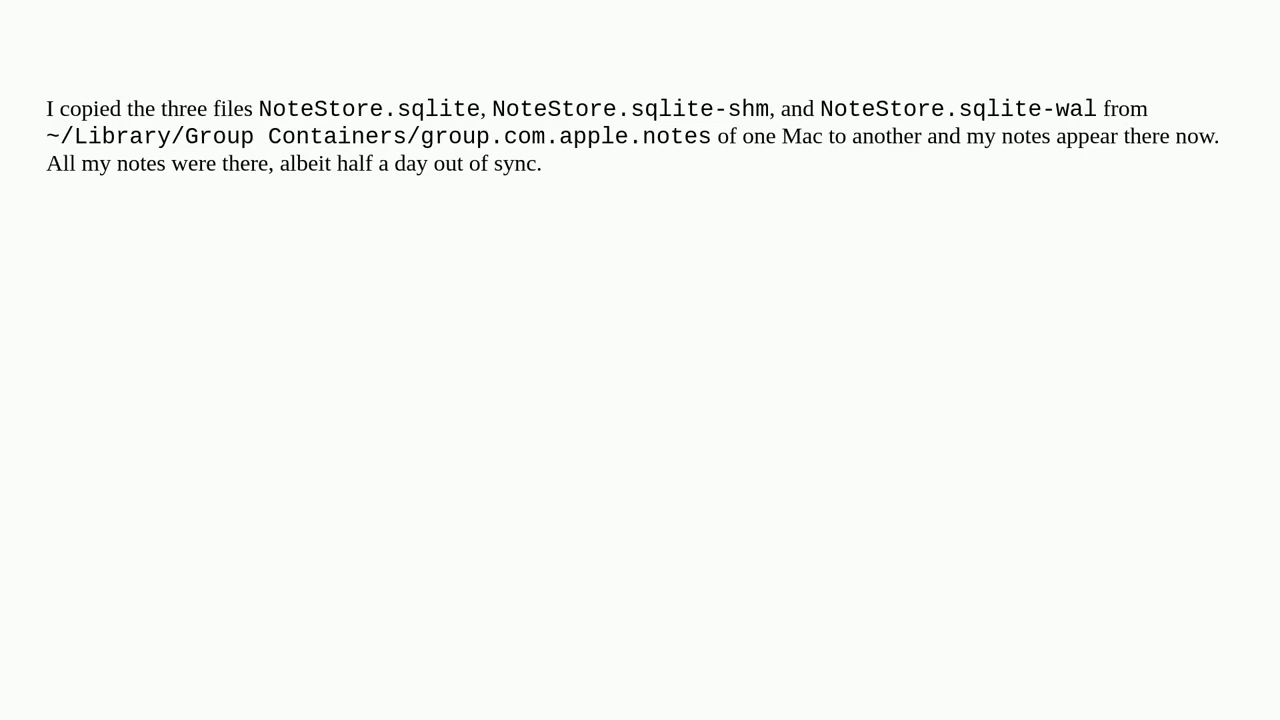 I copied the three files NoteStore.sqlite, NoteStore.sqlite-shm, and NoteStore.sqlite-wal from
~/Library/Group Containers/group.com.apple.notes of one Mac to another and my notes appear there now.
All my notes were there, albeit half a day out of sync.